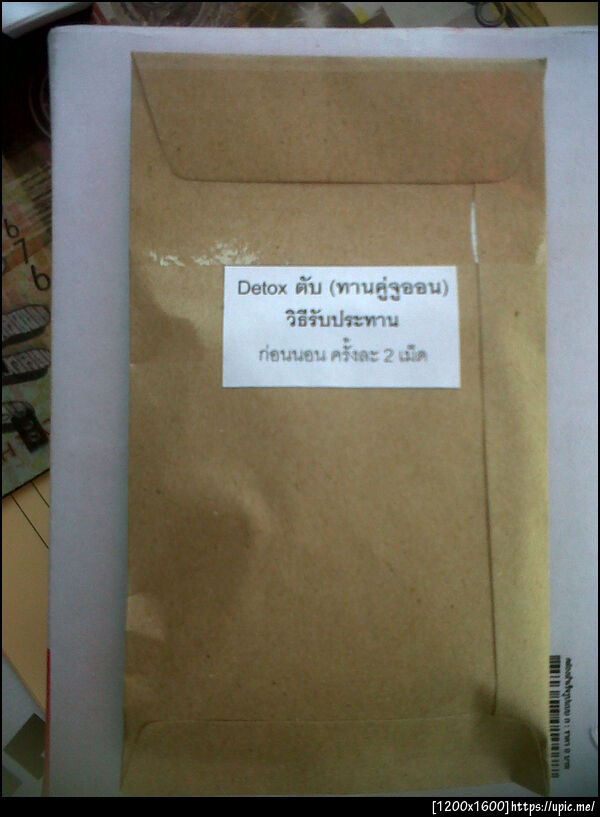 Detox ตับ (ทานคู่จูออน)
วิธีรับประทาน
ก่อนนอน ครั้งละ 2 เม็ด
6
76
[1200x1600]https://upic.me/